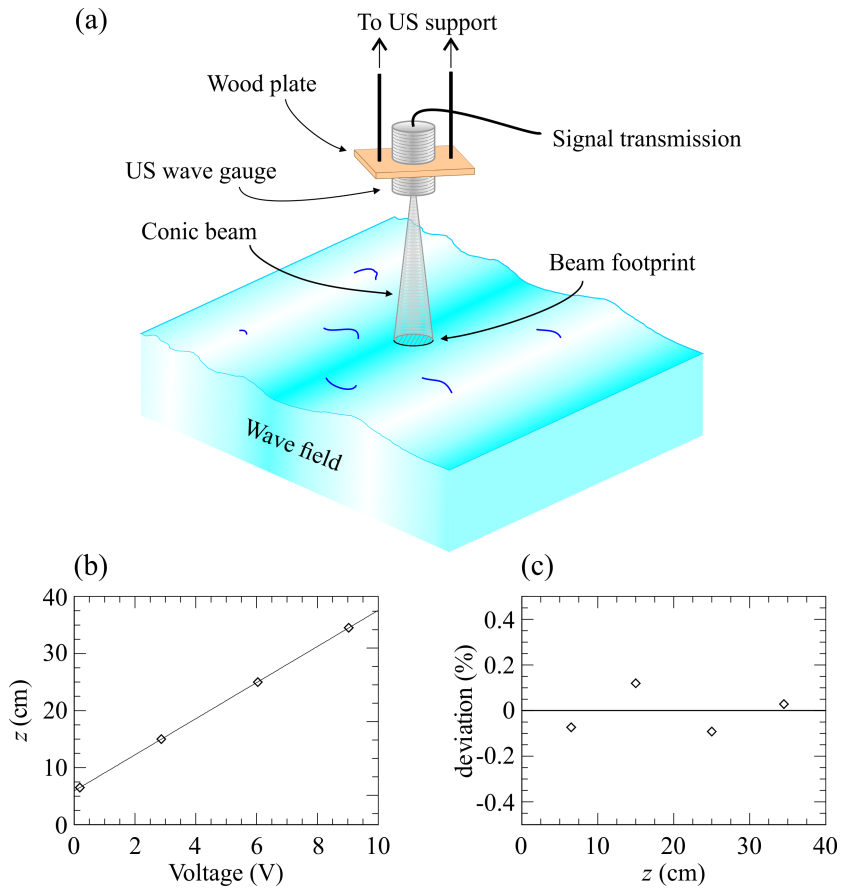 (a)
To US support
Wood plate
Signal transmission
US wave gauge
Conic beam
Beam footprint
Wave field
(b)
40
30
20
10
0
z (cm)
0 2 4 6 8 10
Voltage (V)
(c)
0.4
0.2
0
-0.2
-0.4
deviation (%)
0 10 20 30 40
z (cm)